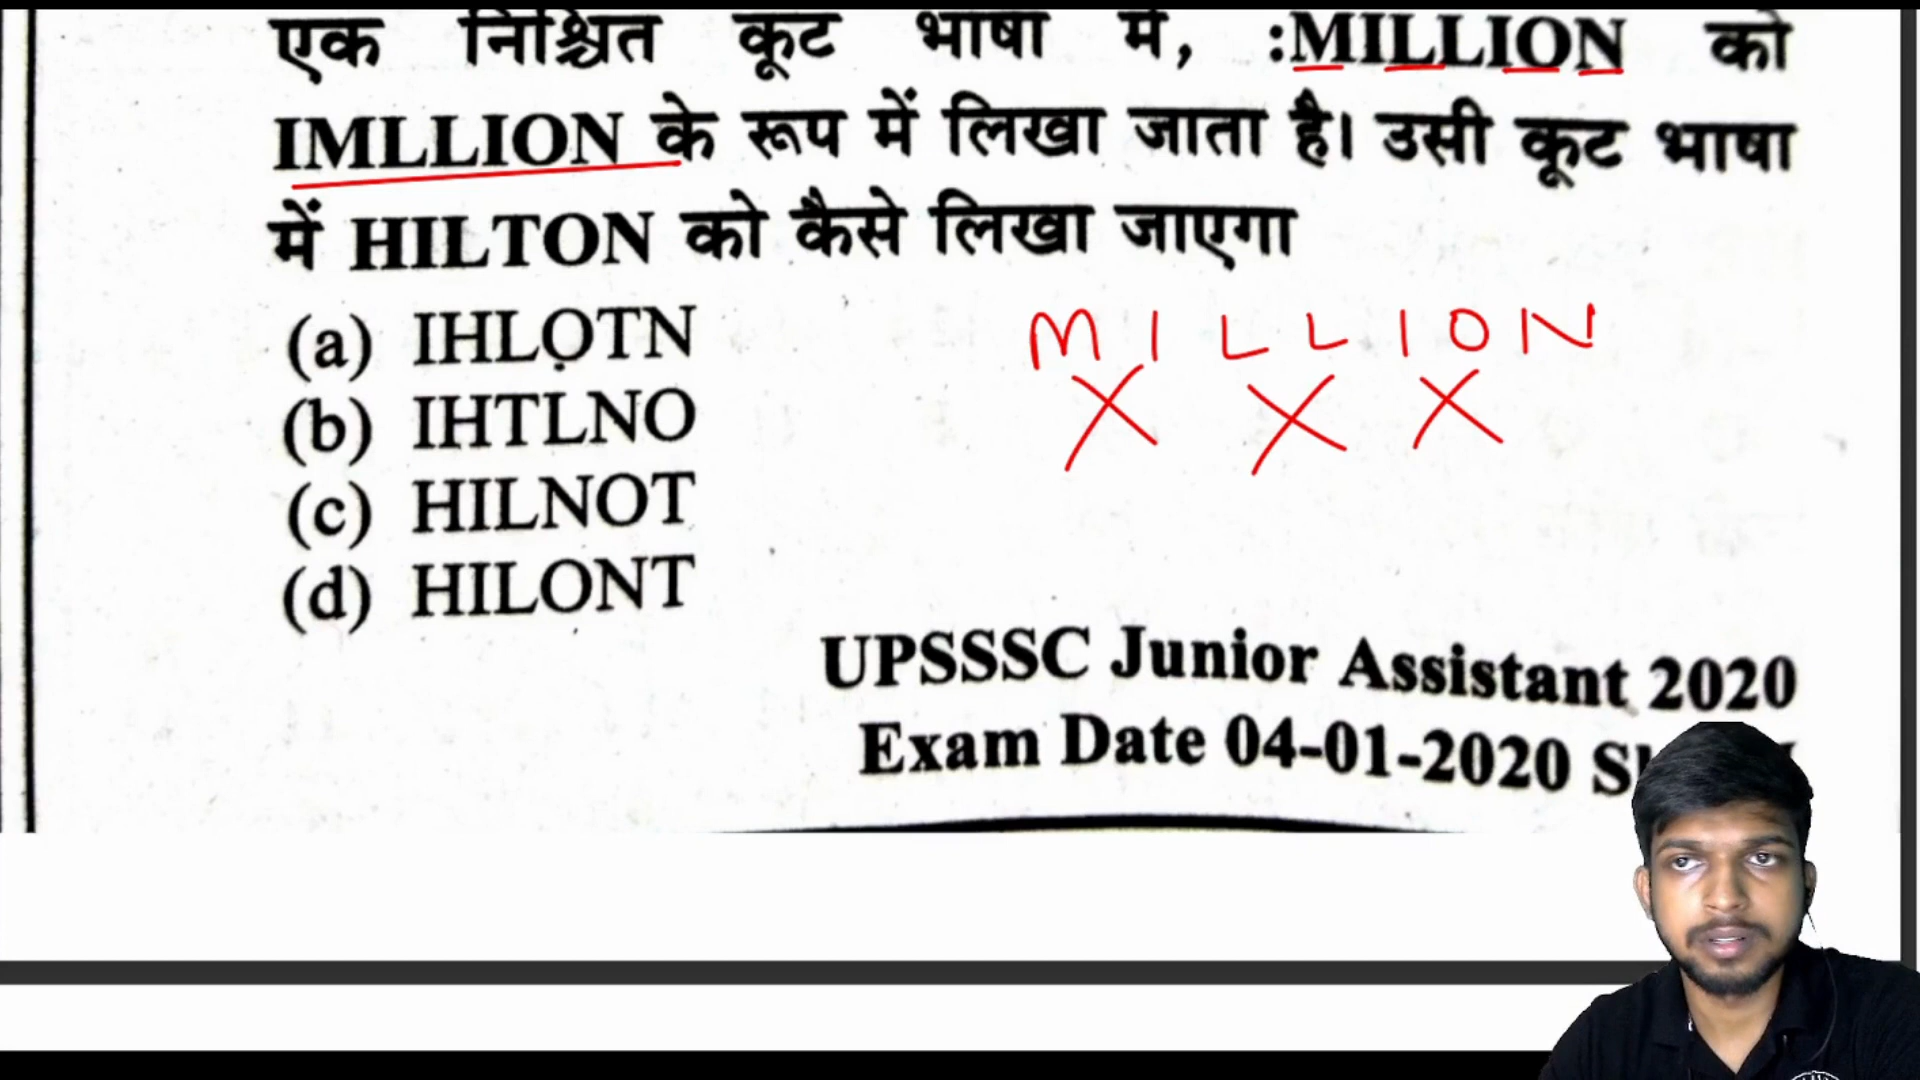 एक निश्चित कूट भाषा में, :MILLION को
IMLLION के रूप में लिखा जाता है। उसी कूट भाषा
में HILTON को कैसे लिखा जाएगा
(a) IHLOTN
(b) IHTLNO
(c) HILNOT
(d) HILONT
MILLION
UPSSSC Junior Assistant 2020
Exam Date 04-01-2020